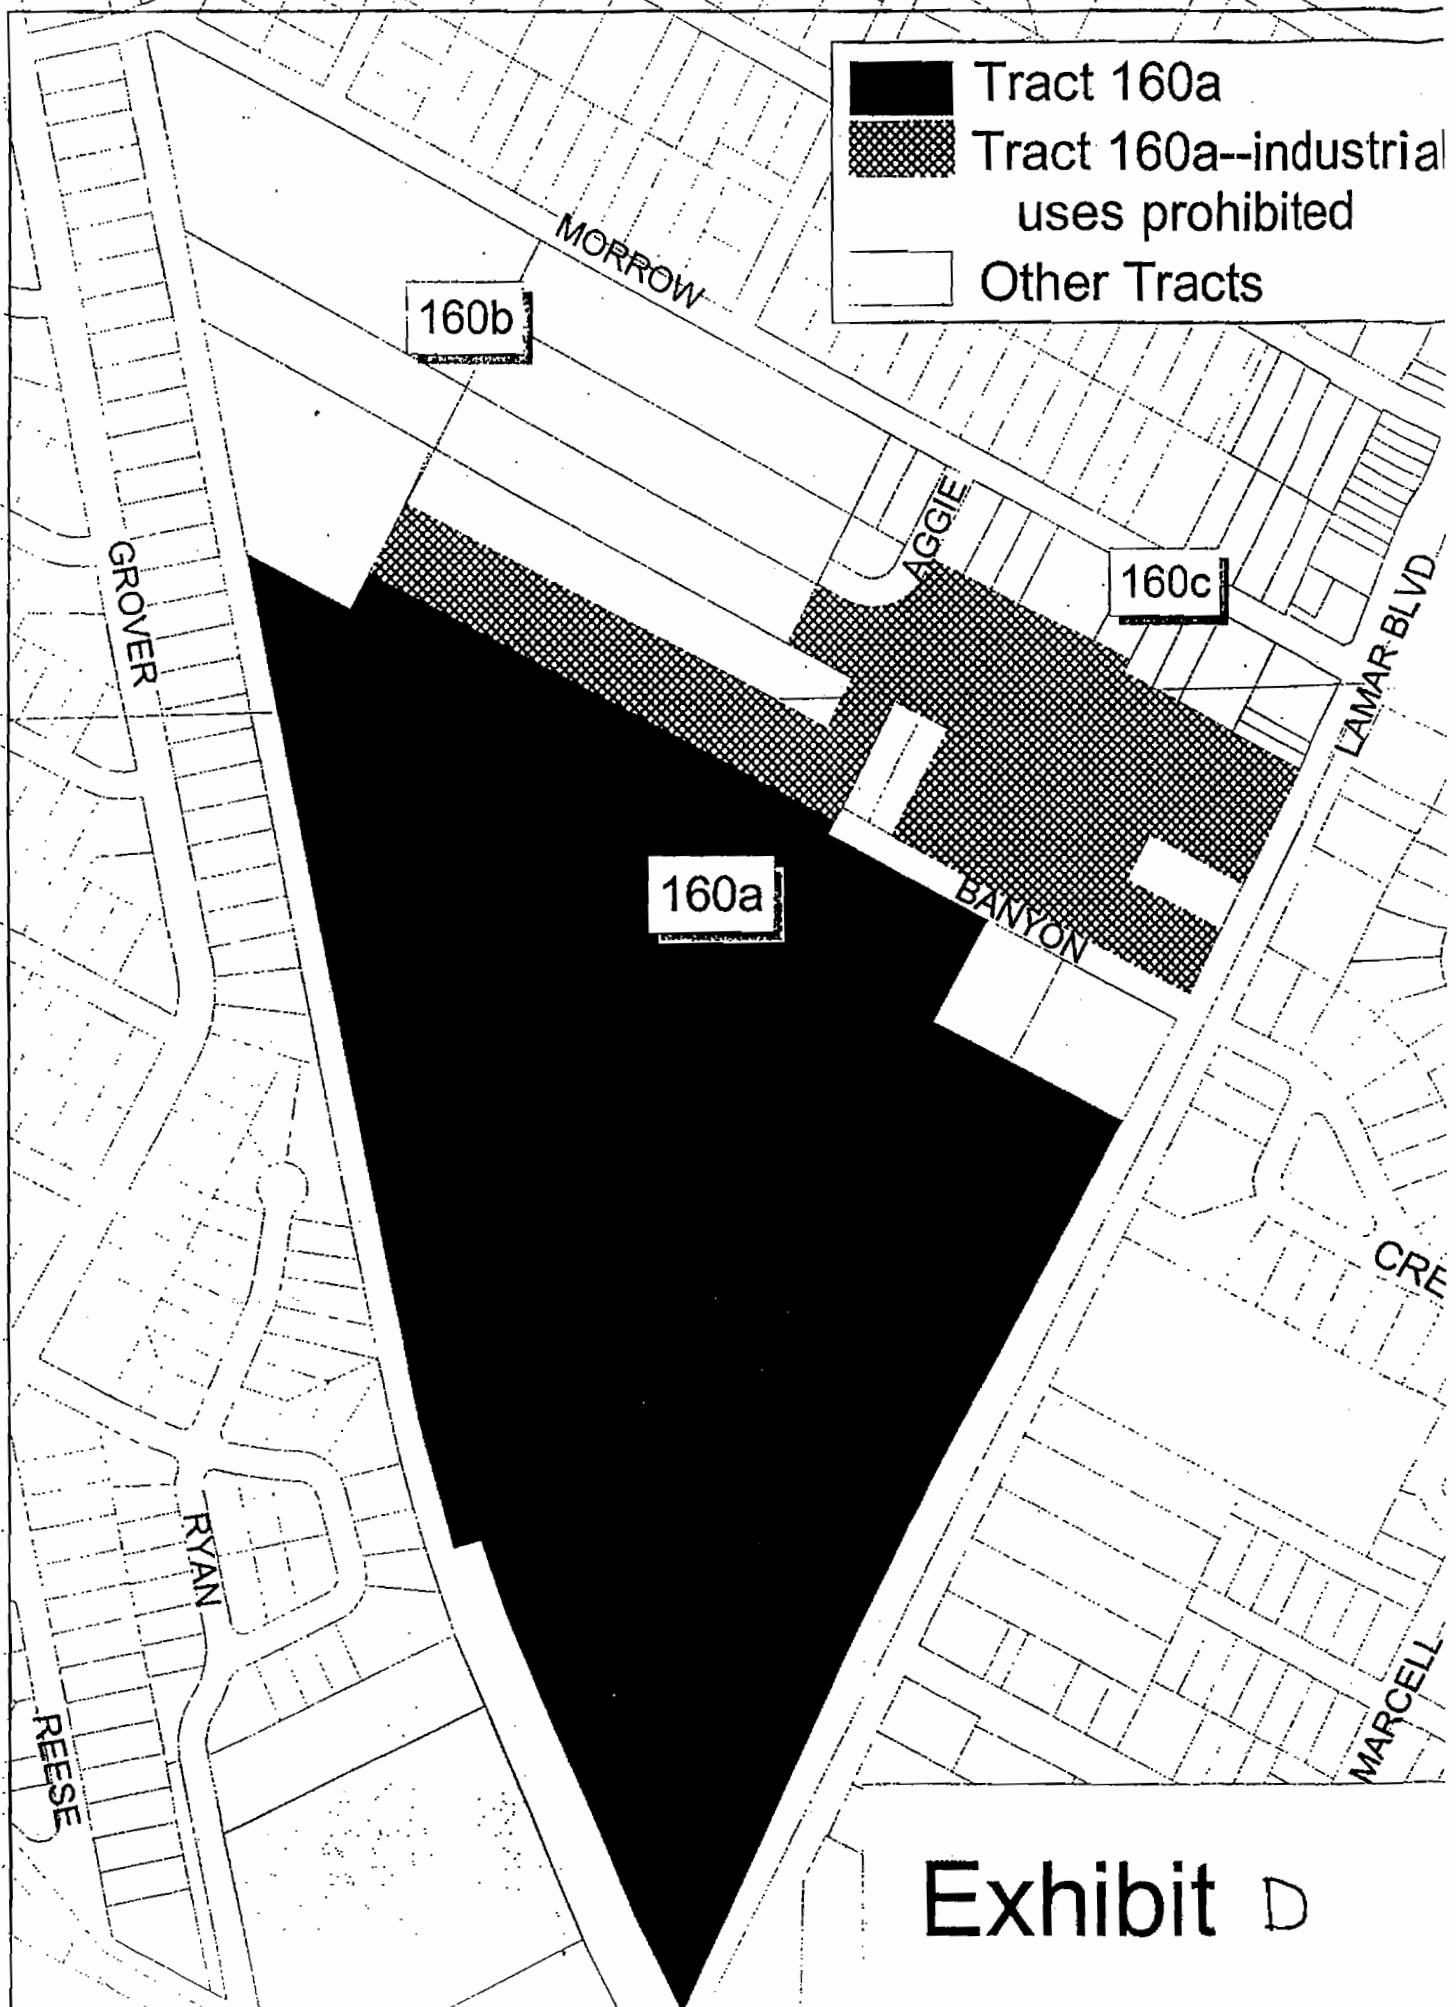 Tract 160a
Tract 160a--industrial
uses prohibited
Other Tracts
MORROW
160b
AGGIE
160c
LAMAR BLVD
GROVER
160a
BANYON
CRE
RYAN
REESE
MARCELL
Exhibit D